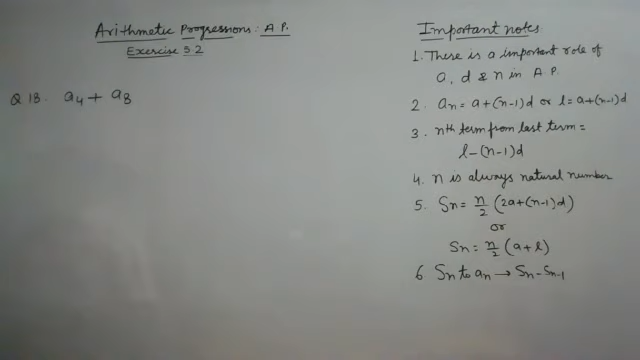 Arithmetic Progressions: A.P.
Exercise 5.2
Q 18. a₄ + a₈
Important notes
1. There is a important role of
a, d & n in A.P.
2. aₙ = a+(n-1)d or l = a+(n-1)d
3. nth term from last term =
l-(n-1)d
4. n is always natural number
5. Sₙ = n/2 (2a+(n-1)d)
or
Sₙ = n/2 (a+l)
6 Sₙ to aₙ → Sₙ - Sₙ₋₁